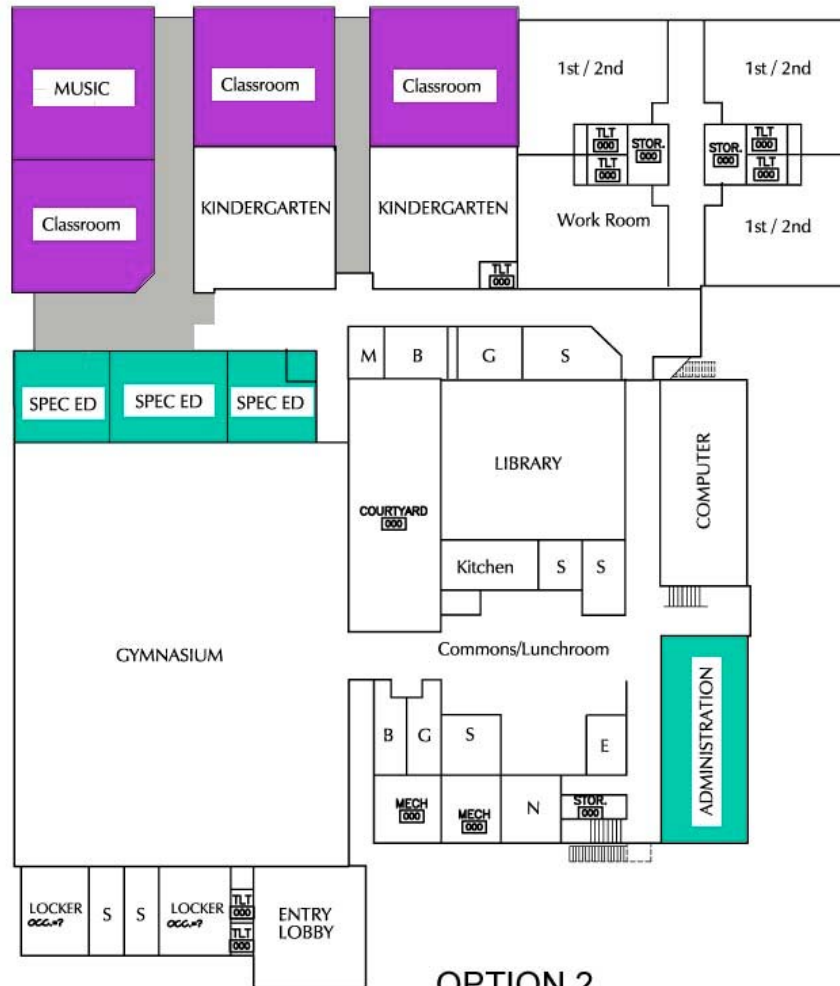 MUSIC
Classroom
Classroom
1st / 2nd
1st / 2nd
TLT
000
TLT
000
STOR.
000
STOR.
000
TLT
000
TLT
000
Classroom
KINDERGARTEN
KINDERGARTEN
Work Room
1st / 2nd
TLT
000
M
B
G
S
SPEC ED
SPEC ED
SPEC ED
LIBRARY
COMPUTER
COURTYARD
000
Kitchen
S
S
GYMNASIUM
Commons/Lunchroom
ADMINISTRATION
B
G
S
E
MECH
000
MECH
000
N
STOR.
000
LOCKER
OCC.=?
S
S
LOCKER
OCC.=?
TLT
000
TLT
000
ENTRY
LOBBY
OPTION 2